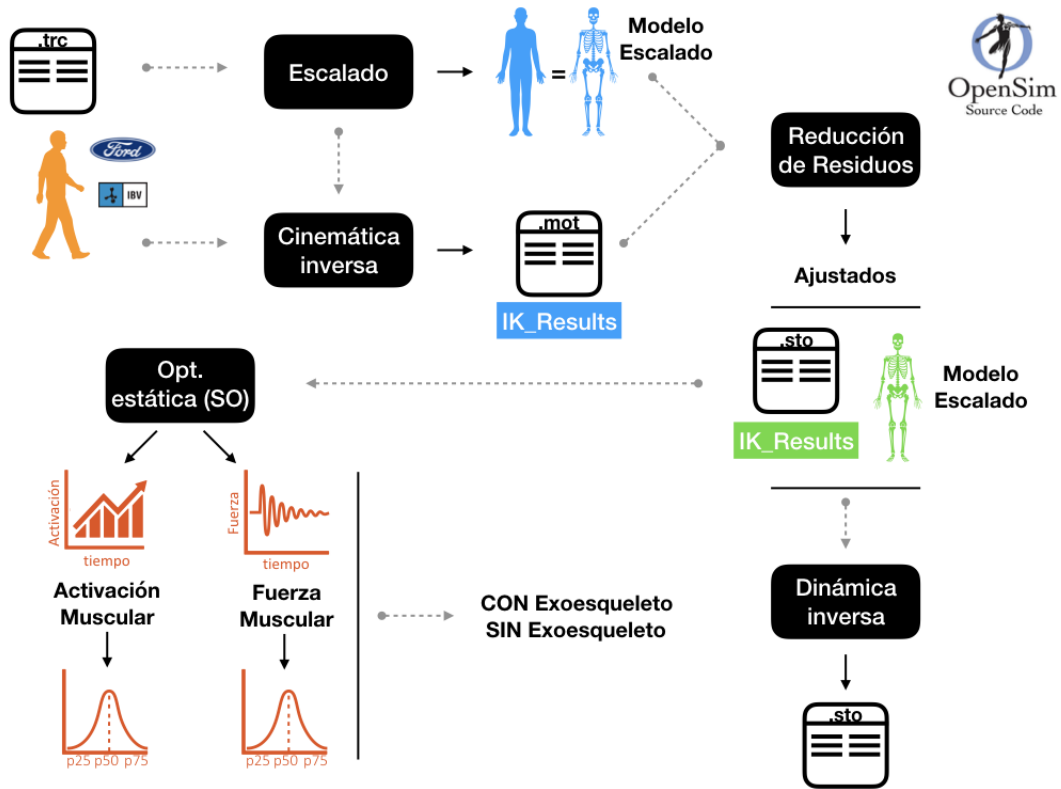 .trc
Escalado
Modelo
Escalado
OpenSim
Source Code
Ford
IBV
Reducción
de Residuos
Cinemática
inversa
.mot
IK_Results
Ajustados
.sto
Modelo
Escalado
IK_Results
Opt.
estática (SO)
Activación
tiempo
Fuerza
tiempo
Activación
Muscular
Fuerza
Muscular
CON Exoesqueleto
SIN Exoesqueleto
Dinámica
inversa
p25 p50 p75
p25 p50 p75
.sto